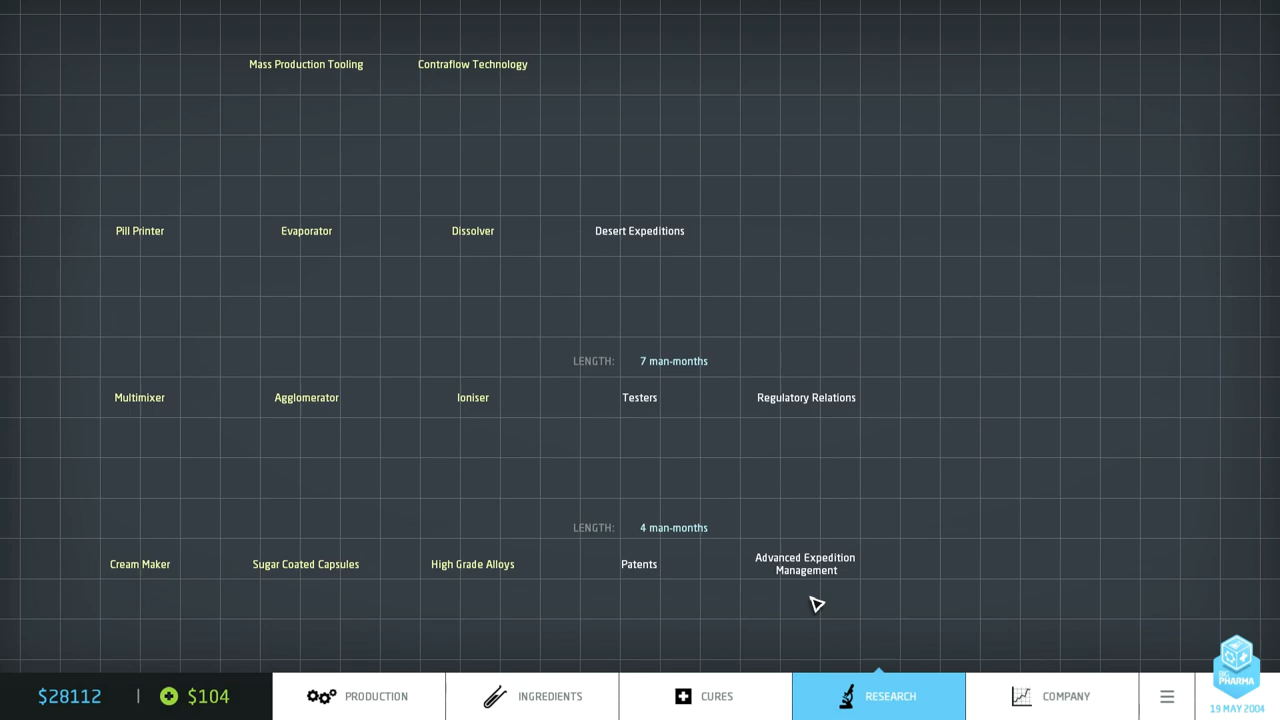 Mass Production Tooling
Contraflow Technology
Pill Printer
Evaporator
Dissolver
Desert Expeditions
LENGTH: 7 man-months
Multimixer
Agglomerator
Ioniser
Testers
Regulatory Relations
LENGTH: 4 man-months
Cream Maker
Sugar Coated Capsules
High Grade Alloys
Patents
Advanced Expedition
Management
$28112
$104
PRODUCTION
INGREDIENTS
CURES
RESEARCH
COMPANY
BIG
PHARMA
19 MAY 2004